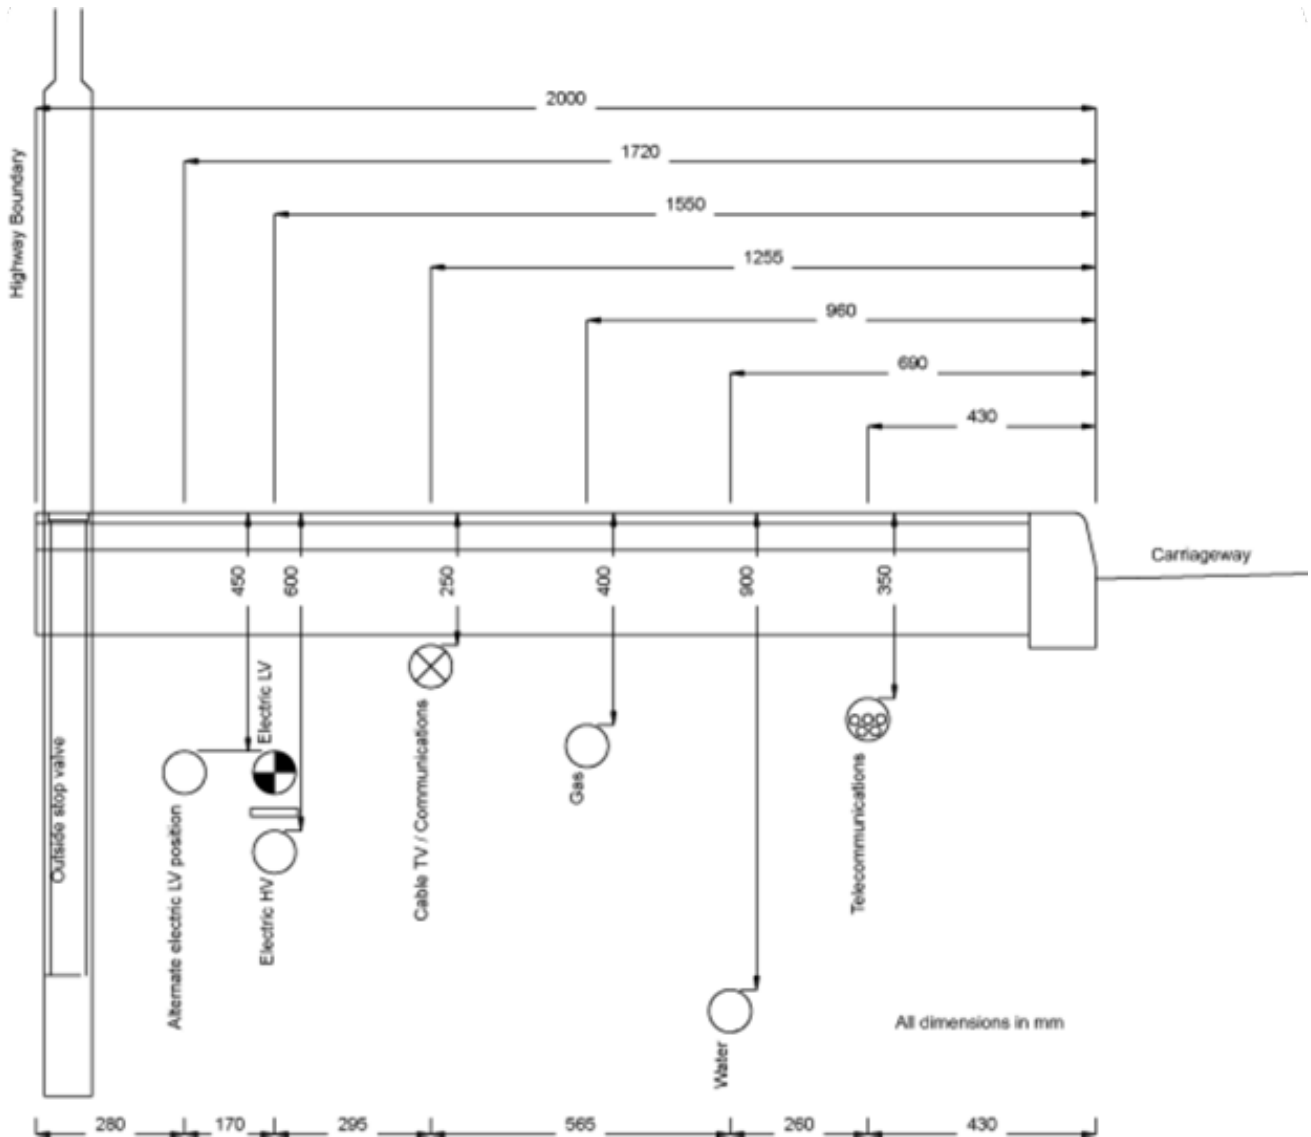 2000
1720
1550
1255
960
690
430
Highway Boundary
Carriageway
450
600
250
400
900
350
Outside stop valve
Alternate electric LV position
Electric LV
Electric HV
Cable TV / Communications
Gas
Water
Telecommunications
All dimensions in mm
280
170
295
565
260
430